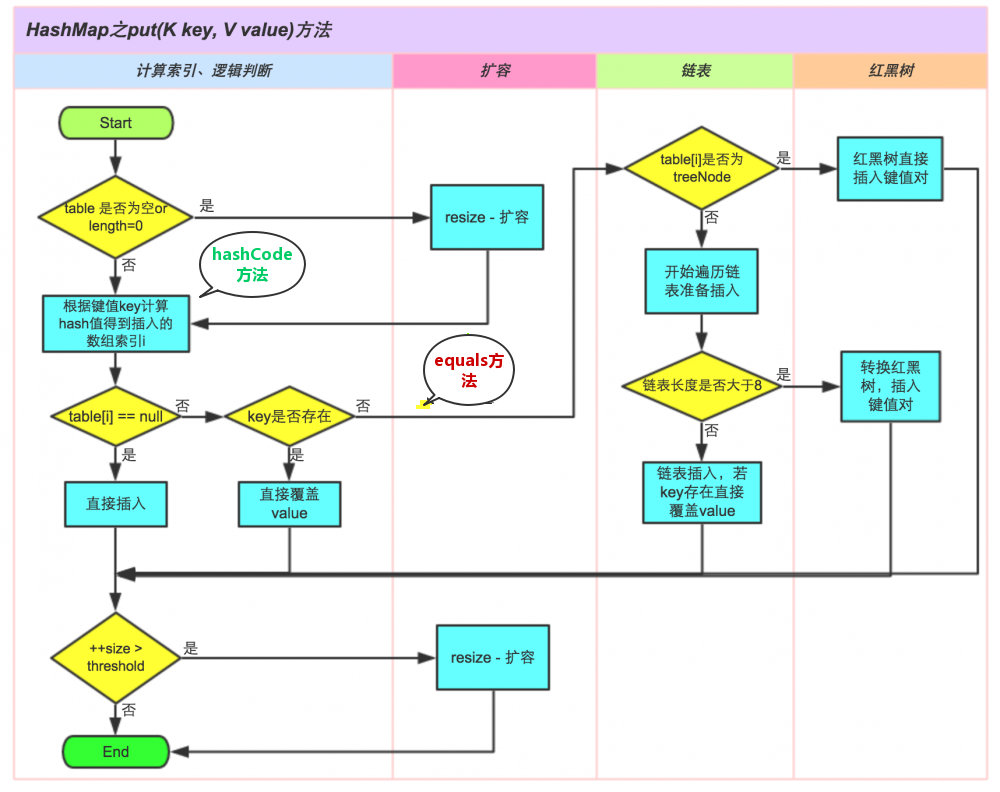 HashMap之put(K key, V value)方法
计算索引、逻辑判断
扩容
链表
红黑树
Start
table 是否为空or
length=0
是
否
resize - 扩容
hashCode
方法
根据键值key计算
hash值得到插入的
数组索引i
table[i] == null
否
是
key是否存在
否
是
equals方
法
直接插入
直接覆盖
value
table[i]是否为
treeNode
是
否
红黑树直接
插入键值对
开始遍历链
表准备插入
链表长度是否大于8
是
否
转换红黑
树，插入
键值对
链表插入，若
key存在直接
覆盖value
++size >
threshold
是
否
resize - 扩容
End